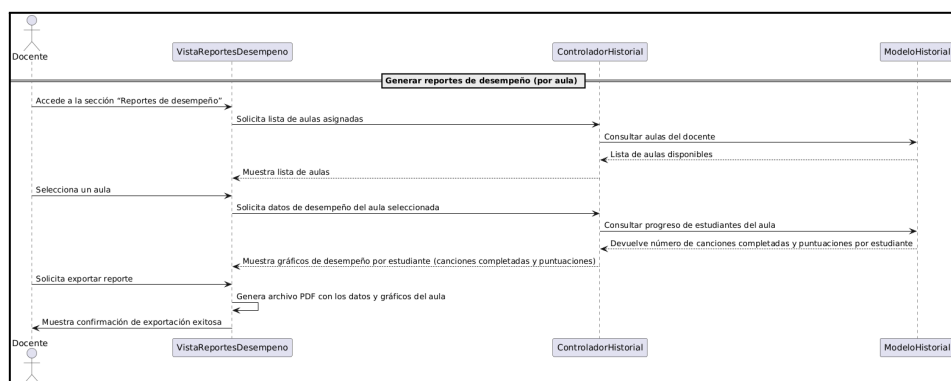 Docente
VistaReportesDesempeno
ControladorHistorial
ModeloHistorial
Generar reportes de desempeño (por aula)
Accede a la sección “Reportes de desempeño”
Solicita lista de aulas asignadas
Consultar aulas del docente
Lista de aulas disponibles
Muestra lista de aulas
Selecciona un aula
Solicita datos de desempeño del aula seleccionada
Consultar progreso de estudiantes del aula
Devuelve número de canciones completadas y puntuaciones por estudiante
Muestra gráficos de desempeño por estudiante (canciones completadas y puntuaciones)
Solicita exportar reporte
Genera archivo PDF con los datos y gráficos del aula
Muestra confirmación de exportación exitosa
Docente
VistaReportesDesempeno
ControladorHistorial
ModeloHistorial